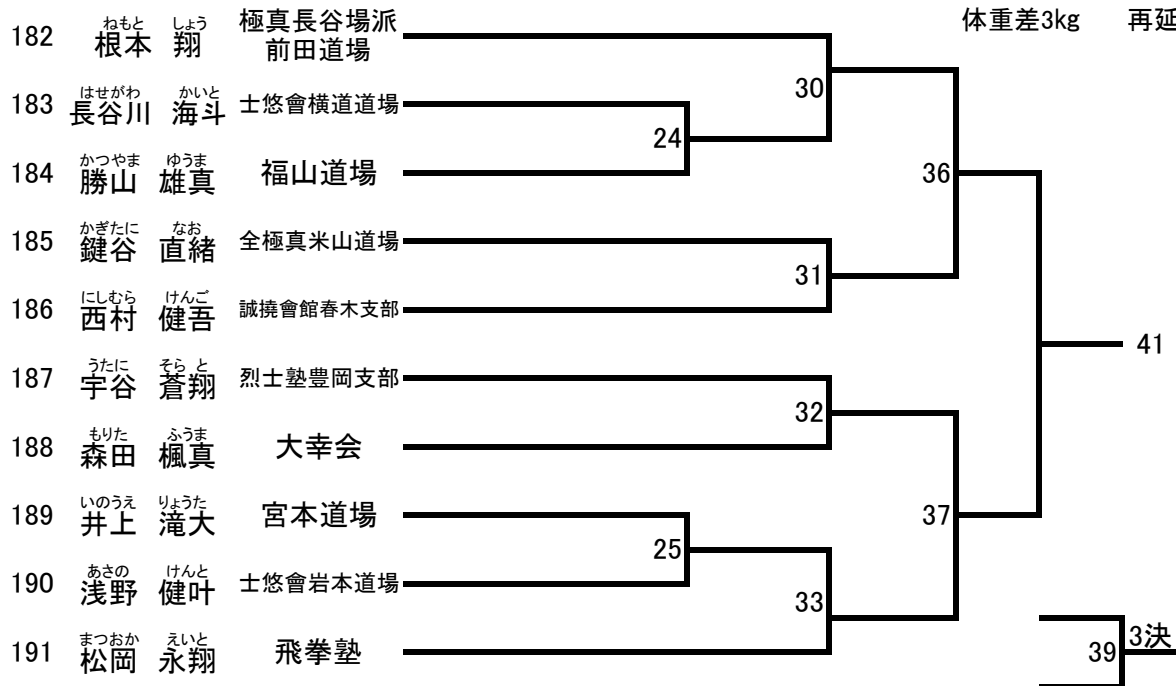 体重差3kg 再延
ねもと しょう 極真長谷場派
182 根本 翔 前田道場
30
はせがわ かいと
183 長谷川 海斗 士悠會横道道場
24
かつやま ゆうま
184 勝山 雄真 福山道場
36
かぎたに なお
185 鍵谷 直緒 全極真米山道場
31
にしむら けんご
186 西村 健吾 誠撓會館春木支部
41
うたに そら と
187 宇谷 蒼翔 烈士塾豊岡支部
32
もりた ふうま
188 森田 楓真 大幸会
いのうえ りょうた
189 井上 滝大 宮本道場
37
25
あさの けんと
190 浅野 健叶 士悠會岩本道場
33
まつおか えいと
191 松岡 永翔 飛拳塾
39 3決